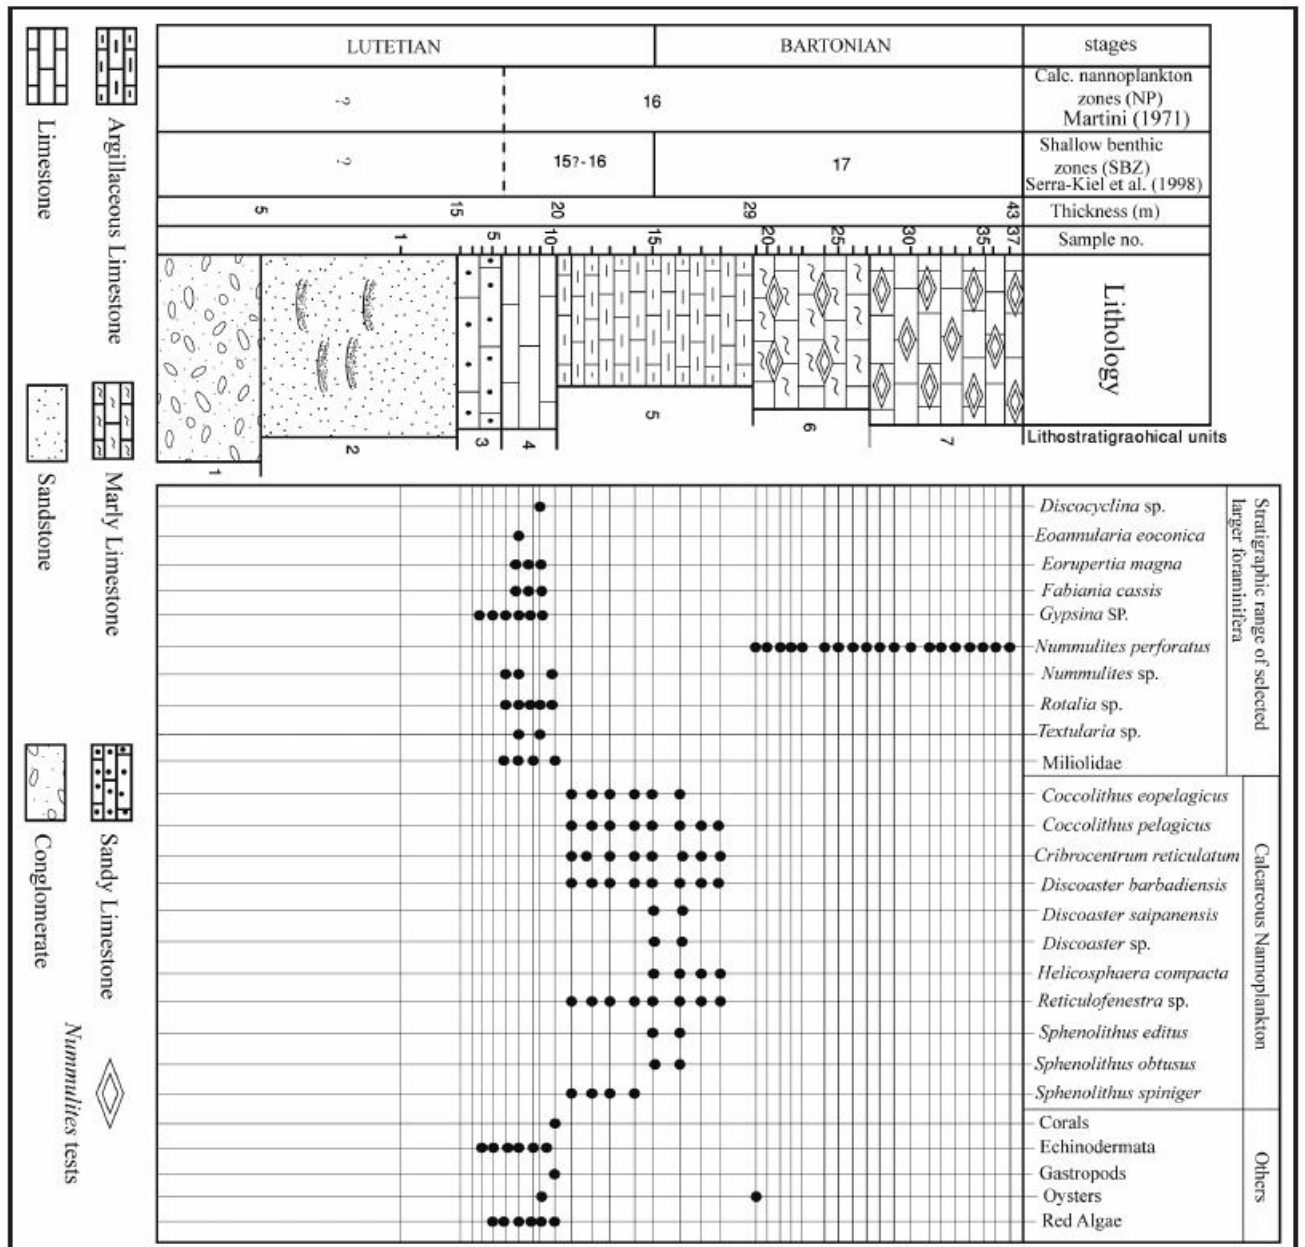 LUTETIAN
BARTONIAN
stages
?
16
Calc. nannoplankton
zones (NP)
Martini (1971)
?
15?-16
17
Shallow benthic
zones (SBZ)
Serra-Kiel et al. (1998)
5
15
20
29
43
Thickness (m)
1
5
10
15
20
25
30
35
37
Sample no.
Lithology
1
2
3
4
5
6
7
Lithostratigraohical units
Discocyclina sp.
Eoannularia eoconica
Eorupertia magna
Fabiania cassis
Gypsina SP.
Nummulites perforatus
Nummulites sp.
Rotalia sp.
Textularia sp.
Miliolidae
Stratigraphic range of selected
larger foraminifera
Coccolithus eopelagicus
Coccolithus pelagicus
Cribrocentrum reticulatum
Discoaster barbadiensis
Discoaster saipanensis
Discoaster sp.
Helicosphaera compacta
Reticulofenestra sp.
Sphenolithus editus
Sphenolithus obtusus
Sphenolithus spiniger
Calcareous Nannoplankton
Corals
Echinodermata
Gastropods
Oysters
Red Algae
Others
Argillaceous Limestone
Marly Limestone
Sandy Limestone
Nummulites tests
Limestone
Sandstone
Conglomerate